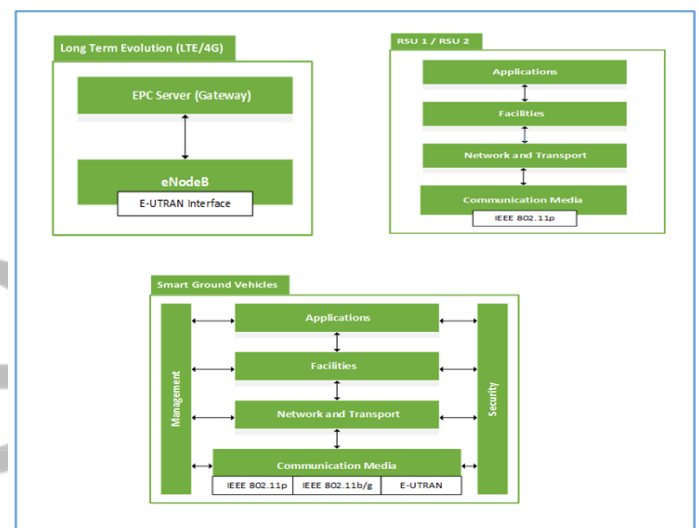 Long Term Evolution (LTE/4G)
EPC Server (Gateway)
eNodeB
E-UTRAN Interface
RSU 1 / RSU 2
Applications
Facilities
Network and Transport
Communication Media
IEEE 802.11p
Smart Ground Vehicles
Management
Applications
Facilities
Network and Transport
Communication Media
IEEE 802.11p
IEEE 802.11b/g
E-UTRAN
Security